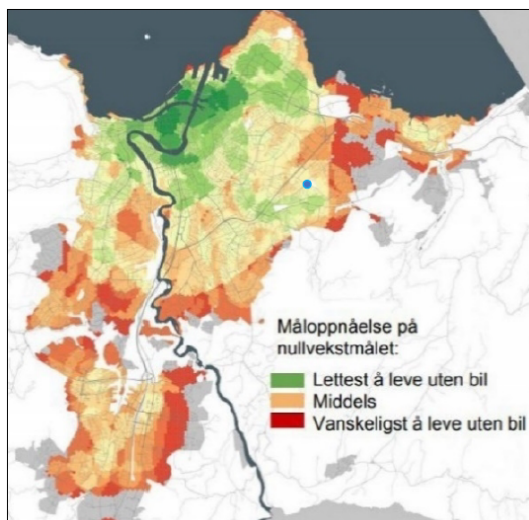 Måloppnåelse på
nullvekstmålet:
Lettest å leve uten bil
Middels
Vanskeligst å leve uten bil